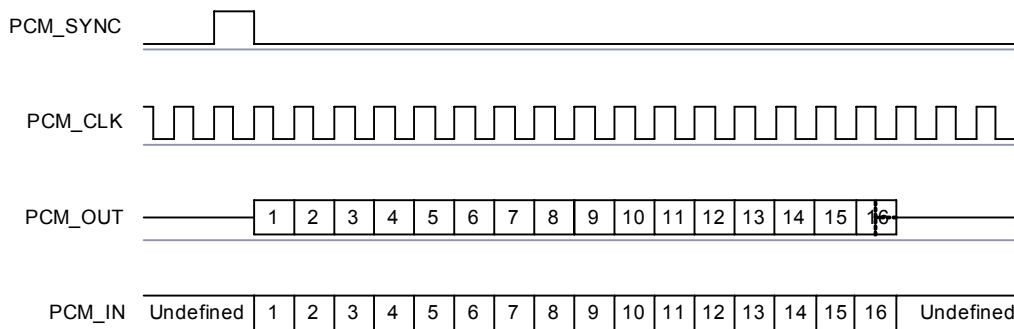 PCM_SYNC
PCM_CLK
PCM_OUT 1 2 3 4 5 6 7 8 9 10 11 12 13 14 15 16
PCM_IN Undefined 1 2 3 4 5 6 7 8 9 10 11 12 13 14 15 16 Undefined